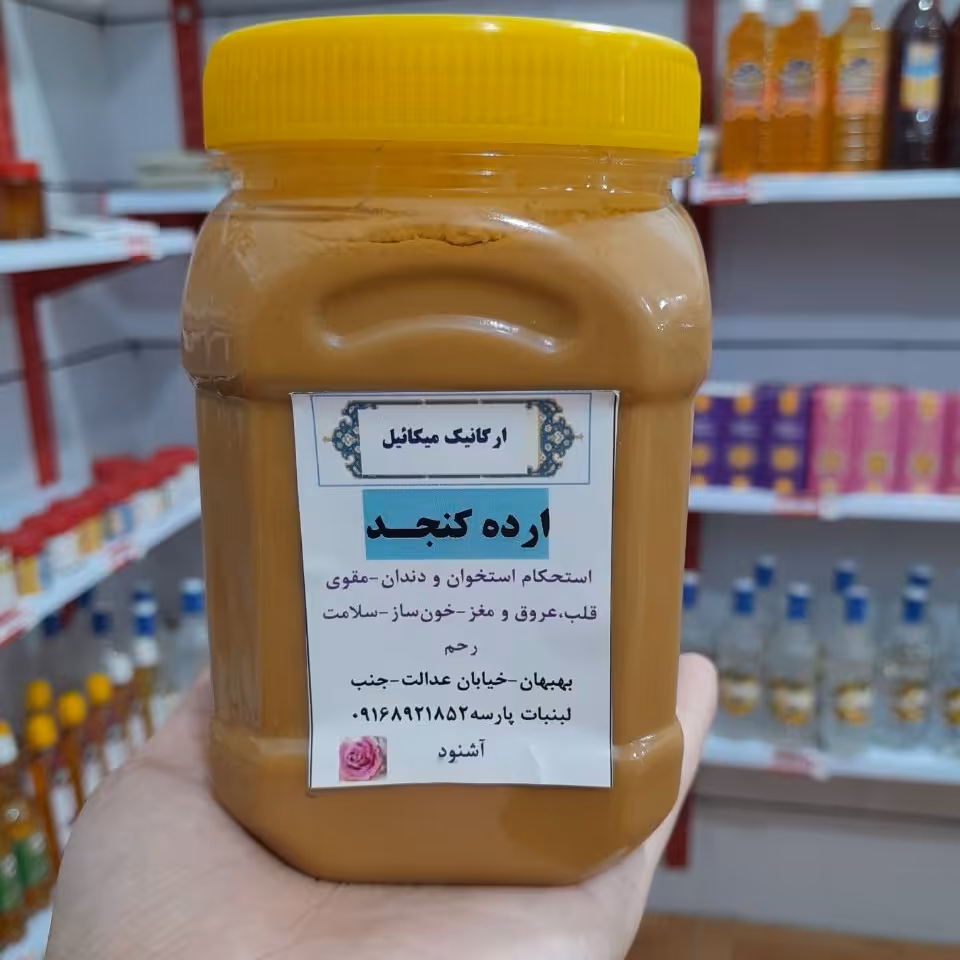 ارگانیک میکائیل
ارده کنجـد
استحکام استخوان و دندان-مقوی
قلب،عروق و مغز-خون‌ساز-سلامت
رحم
بهبهان-خیابان عدالت-جنب
لبنیات پارسه۰۹۱۶۸۹۲۱۸۵۲
آشنود